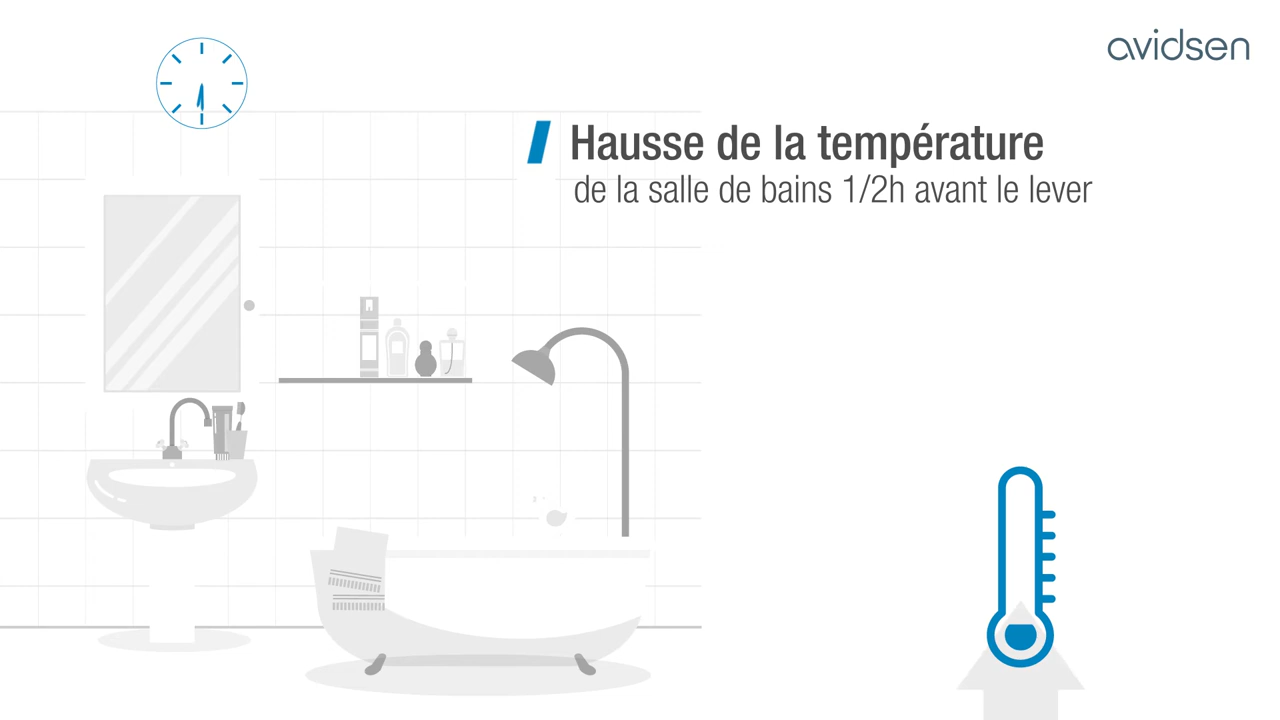 avidsen
Hausse de la température
de la salle de bains 1/2h avant le lever